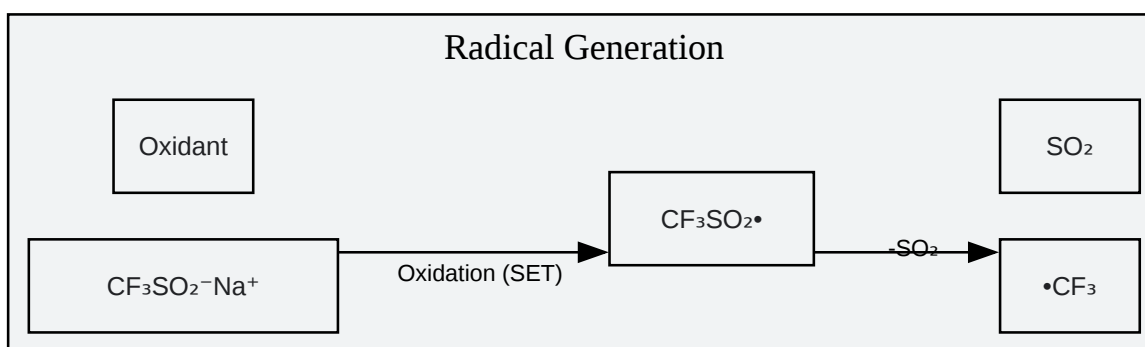 Radical Generation
Oxidant
SO₂
CF₃SO₂•
CF₃SO₂⁻Na⁺
Oxidation (SET)
-SO₂
•CF₃